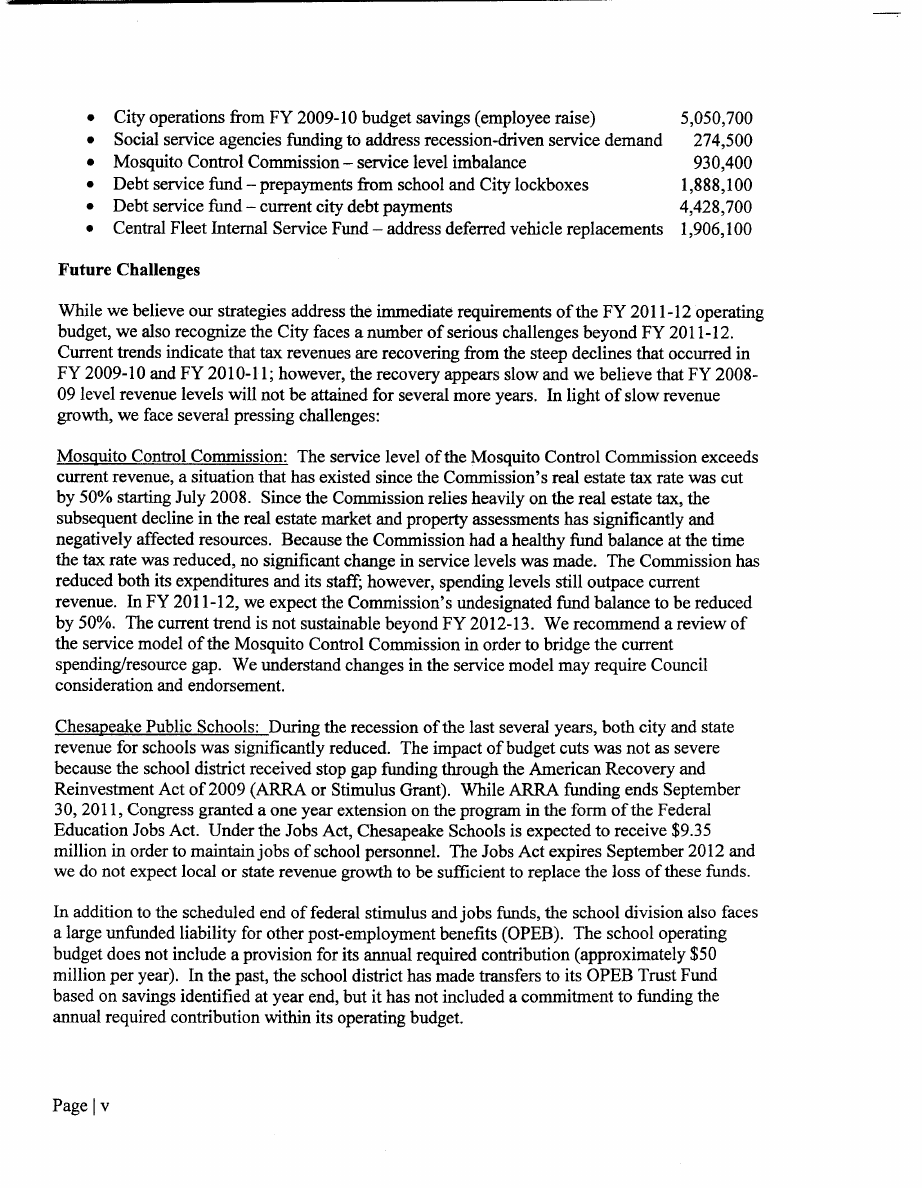 • City operations from FY 2009-10 budget savings (employee raise) 5,050,700
• Social service agencies funding to address recession-driven service demand 274,500
• Mosquito Control Commission – service level imbalance 930,400
• Debt service fund – prepayments from school and City lockboxes 1,888,100
• Debt service fund – current city debt payments 4,428,700
• Central Fleet Internal Service Fund – address deferred vehicle replacements 1,906,100
Future Challenges
While we believe our strategies address the immediate requirements of the FY 2011-12 operating
budget, we also recognize the City faces a number of serious challenges beyond FY 2011-12.
Current trends indicate that tax revenues are recovering from the steep declines that occurred in
FY 2009-10 and FY 2010-11; however, the recovery appears slow and we believe that FY 2008-
09 level revenue levels will not be attained for several more years. In light of slow revenue
growth, we face several pressing challenges:
Mosquito Control Commission: The service level of the Mosquito Control Commission exceeds
current revenue, a situation that has existed since the Commission's real estate tax rate was cut
by 50% starting July 2008. Since the Commission relies heavily on the real estate tax, the
subsequent decline in the real estate market and property assessments has significantly and
negatively affected resources. Because the Commission had a healthy fund balance at the time
the tax rate was reduced, no significant change in service levels was made. The Commission has
reduced both its expenditures and its staff; however, spending levels still outpace current
revenue. In FY 2011-12, we expect the Commission's undesignated fund balance to be reduced
by 50%. The current trend is not sustainable beyond FY 2012-13. We recommend a review of
the service model of the Mosquito Control Commission in order to bridge the current
spending/resource gap. We understand changes in the service model may require Council
consideration and endorsement.
Chesapeake Public Schools: During the recession of the last several years, both city and state
revenue for schools was significantly reduced. The impact of budget cuts was not as severe
because the school district received stop gap funding through the American Recovery and
Reinvestment Act of 2009 (ARRA or Stimulus Grant). While ARRA funding ends September
30, 2011, Congress granted a one year extension on the program in the form of the Federal
Education Jobs Act. Under the Jobs Act, Chesapeake Schools is expected to receive $9.35
million in order to maintain jobs of school personnel. The Jobs Act expires September 2012 and
we do not expect local or state revenue growth to be sufficient to replace the loss of these funds.
In addition to the scheduled end of federal stimulus and jobs funds, the school division also faces
a large unfunded liability for other post-employment benefits (OPEB). The school operating
budget does not include a provision for its annual required contribution (approximately $50
million per year). In the past, the school district has made transfers to its OPEB Trust Fund
based on savings identified at year end, but it has not included a commitment to funding the
annual required contribution within its operating budget.
Page | v